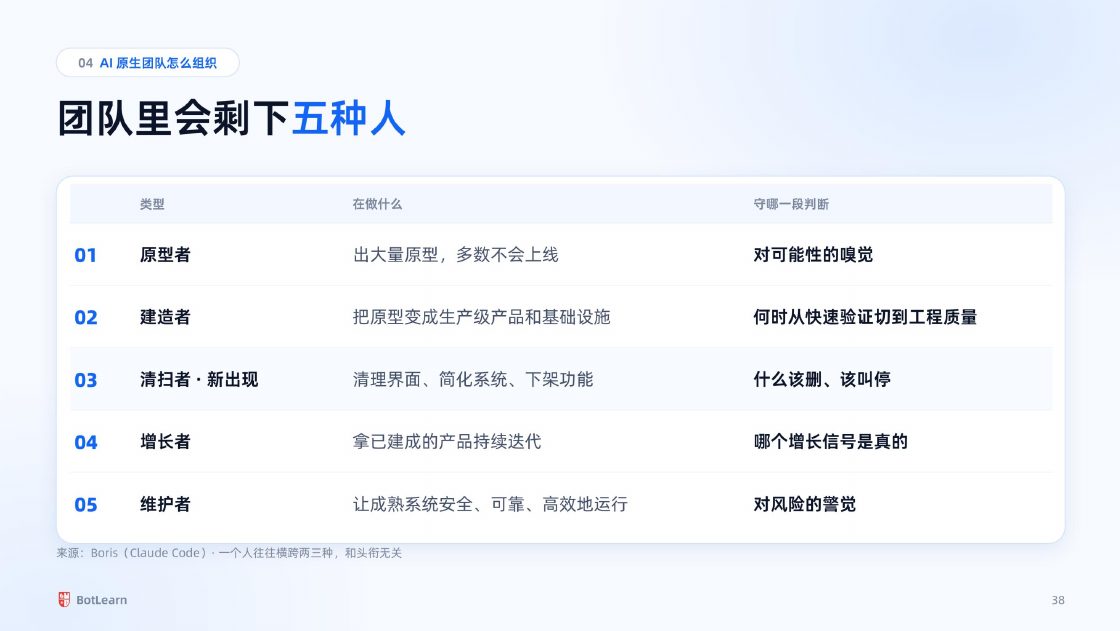 04 AI 原生团队怎么组织
团队里会剩下五种人
类型 在做什么 守哪一段判断
01 原型者 出大量原型，多数不会上线 对可能性的嗅觉
02 建造者 把原型变成生产级产品和基础设施 何时从快速验证切到工程质量
03 清扫者 · 新出现 清理界面、简化系统、下架功能 什么该删、该叫停
04 增长者 拿已建成的产品持续迭代 哪个增长信号是真的
05 维护者 让成熟系统安全、可靠、高效地运行 对风险的警觉
来源：Boris（Claude Code）· 一个人往往横跨两三种，和头衔无关
BotLearn 38